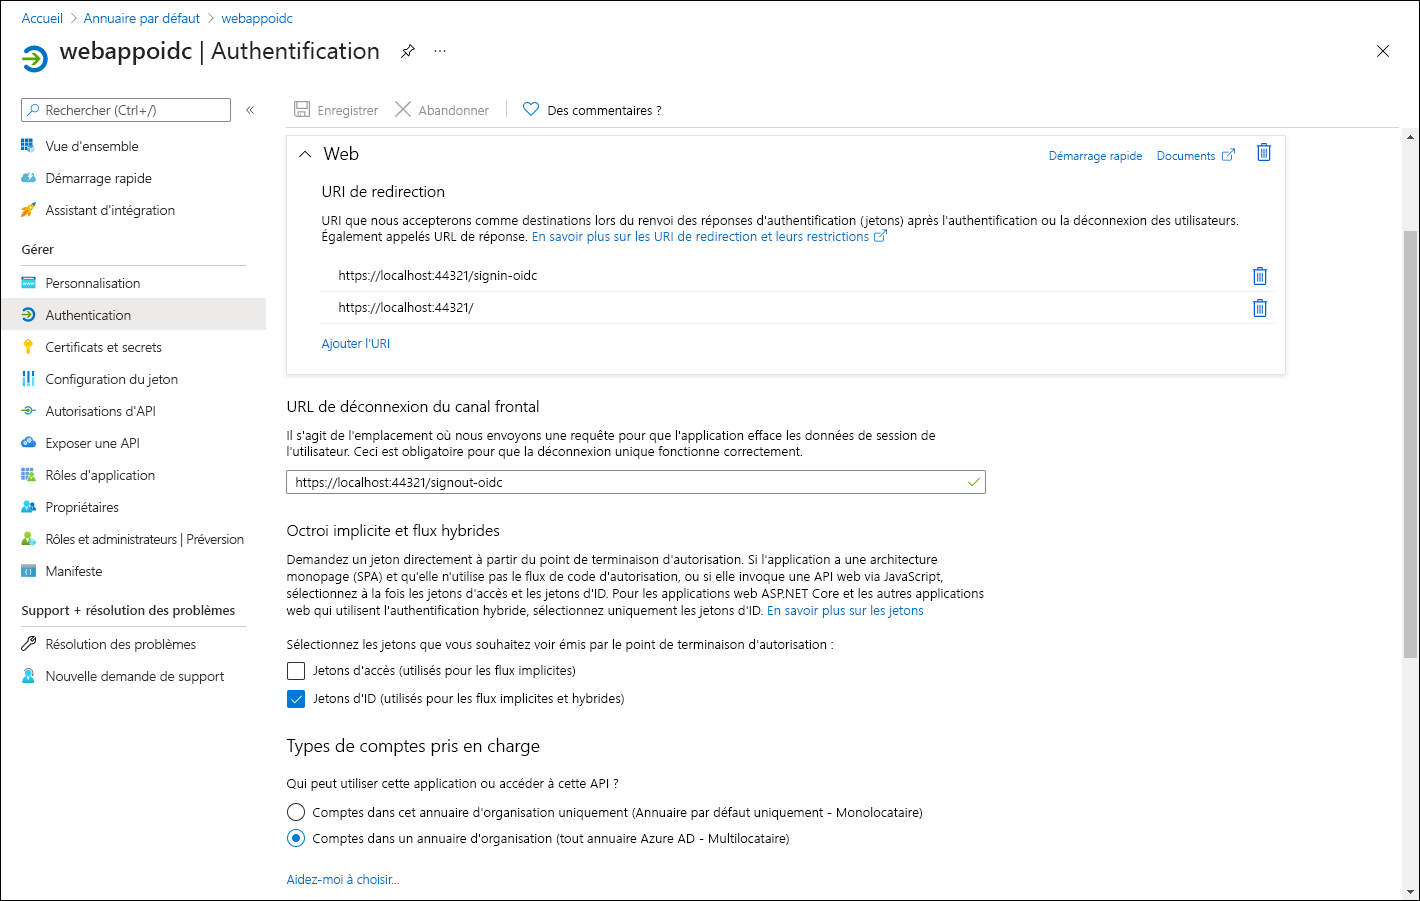 Accueil > Annuaire par défaut > webappoidc
webappoidc | Authentification
Rechercher (Ctrl+/)
Vue d'ensemble
Démarrage rapide
Assistant d'intégration
Gérer
Personnalisation
Authentication
Certificats et secrets
Configuration du jeton
Autorisations d'API
Exposer une API
Rôles d'application
Propriétaires
Rôles et administrateurs | Préversion
Manifeste
Support + résolution des problèmes
Résolution des problèmes
Nouvelle demande de support
Enregistrer
Abandonner
Des commentaires ?
Web
Démarrage rapide
Documents
URI de redirection
URI que nous accepterons comme destinations lors du renvoi des réponses d'authentification (jetons) après l'authentification ou la déconnexion des utilisateurs.
Également appelés URL de réponse. En savoir plus sur les URI de redirection et leurs restrictions
https://localhost:44321/signin-oidc
https://localhost:44321/
Ajouter l'URI
URL de déconnexion du canal frontal
Il s'agit de l'emplacement où nous envoyons une requête pour que l'application efface les données de session de
l'utilisateur. Ceci est obligatoire pour que la déconnexion unique fonctionne correctement.
https://localhost:44321/signout-oidc
Octroi implicite et flux hybrides
Demandez un jeton directement à partir du point de terminaison d'autorisation. Si l'application a une architecture
monopage (SPA) et qu'elle n'utilise pas le flux de code d'autorisation, ou si elle invoque une API web via JavaScript,
sélectionnez à la fois les jetons d'accès et les jetons d'ID. Pour les applications web ASP.NET Core et les autres applications
web qui utilisent l'authentification hybride, sélectionnez uniquement les jetons d'ID. En savoir plus sur les jetons
Sélectionnez les jetons que vous souhaitez voir émis par le point de terminaison d'autorisation :
Jetons d'accès (utilisés pour les flux implicites)
Jetons d'ID (utilisés pour les flux implicites et hybrides)
Types de comptes pris en charge
Qui peut utiliser cette application ou accéder à cette API ?
Comptes dans cet annuaire d'organisation uniquement (Annuaire par défaut uniquement - Monolocataire)
Comptes dans un annuaire d'organisation (tout annuaire Azure AD - Multilocataire)
Aidez-moi à choisir...